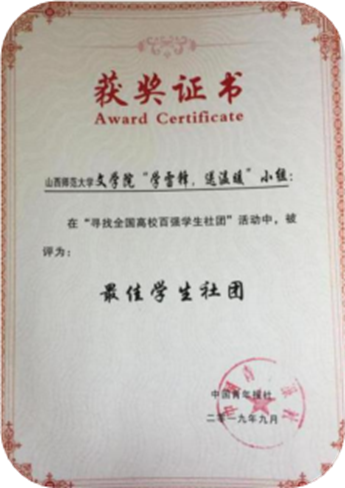 获奖证书
Award Certificate
山西师范大学文学院“学雷锋，送温暖”小组：
在“寻找全国高校百强学生社团”活动中，被
评为：
最佳学生社团
中国青年报社
二零一九年九月